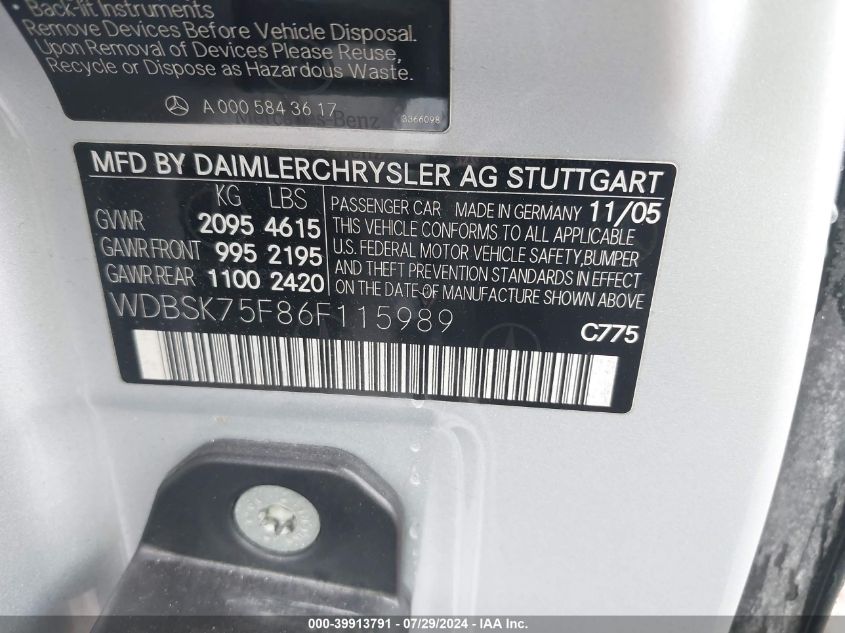 • Back-lit Instruments
Remove Devices Before Vehicle Disposal.
Upon Removal of Devices Please Reuse,
Recycle or Dispose as Hazardous Waste.
A 000 584 36 17
Mercedes-Benz
3366098
MFD BY DAIMLERCHRYSLER AG STUTTGART
KG LBS
GVWR 2095 4615
GAWR FRONT 995 2195
GAWR REAR 1100 2420
PASSENGER CAR MADE IN GERMANY 11/05
THIS VEHICLE CONFORMS TO ALL APPLICABLE
U.S. FEDERAL MOTOR VEHICLE SAFETY,BUMPER
AND THEFT PREVENTION STANDARDS IN EFFECT
ON THE DATE OF MANUFACTURE SHOWN ABOVE
WDBSK75F86F115989
C775
000-39913791 - 07/29/2024 - IAA Inc.